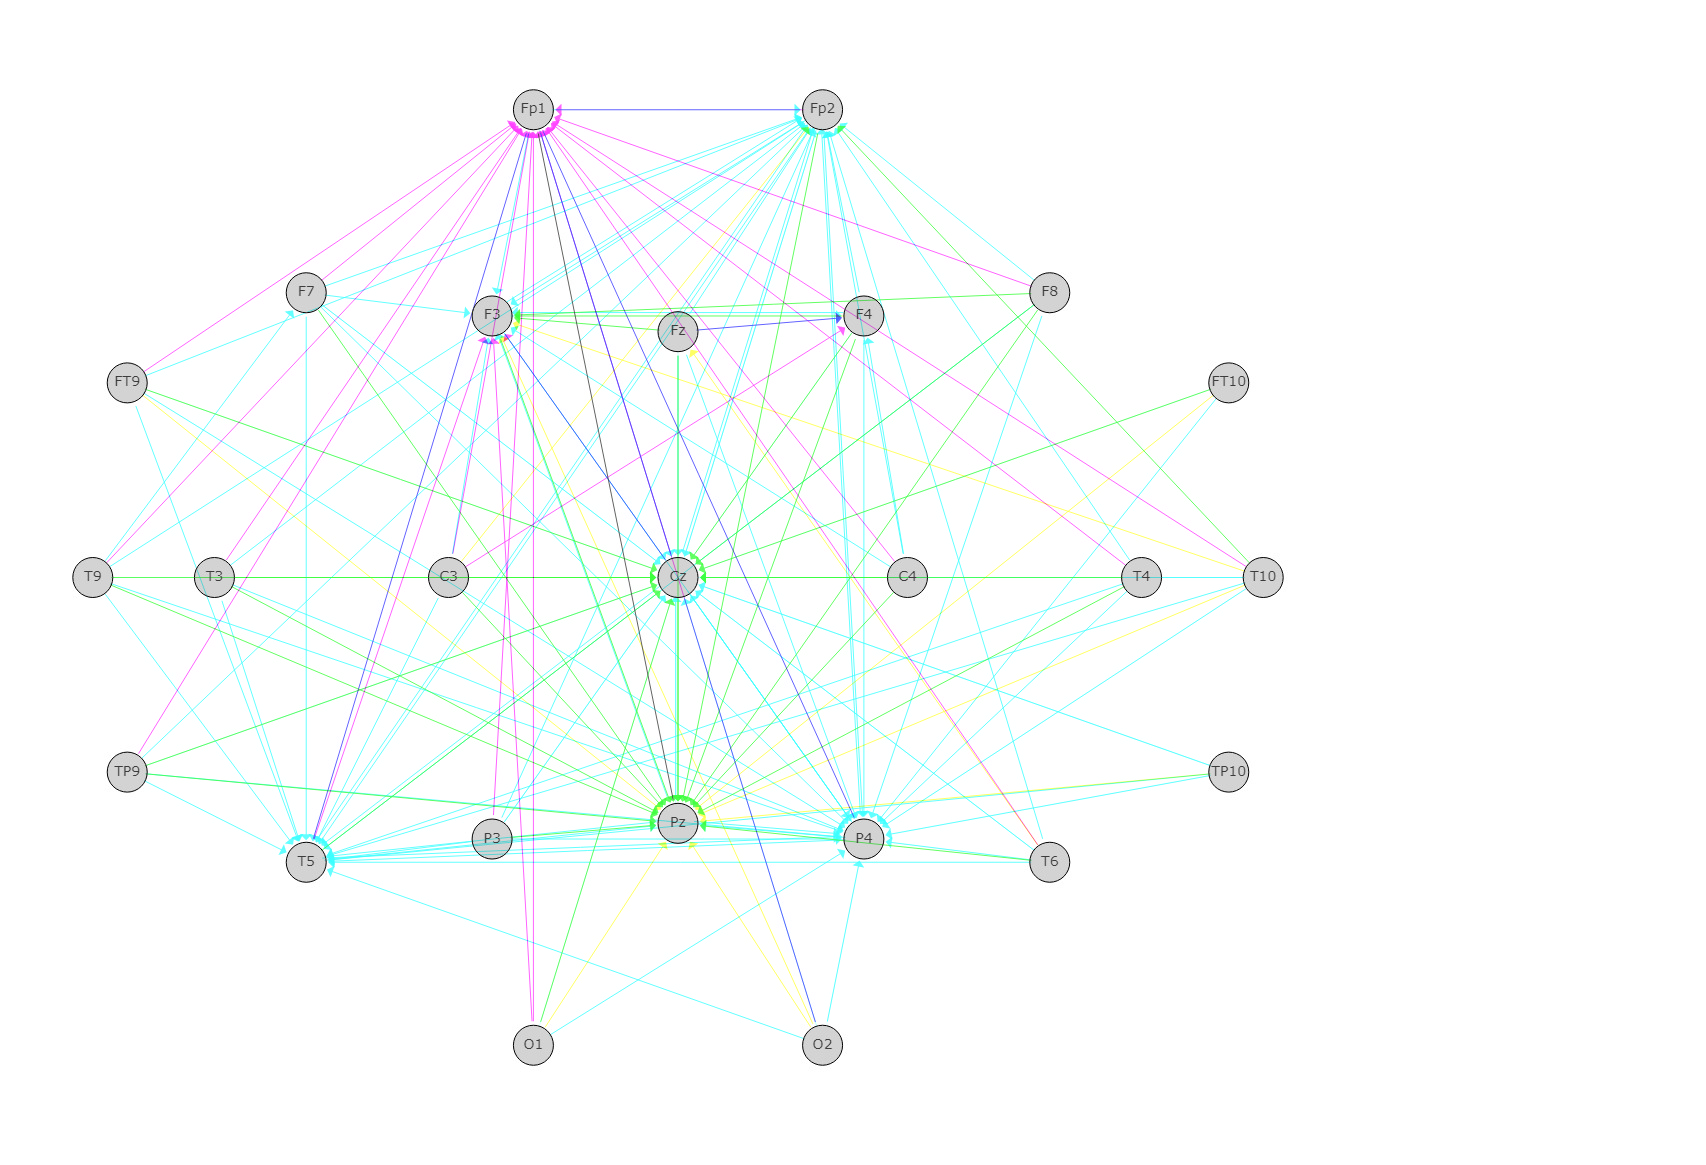 Fp1 Fp2
F7 F3 Fz F4 F8
FT9 FT10
T9 T3 C3 Cz C4 T4 T10
TP9 TP10
T5 P3 Pz P4 T6
O1 O2